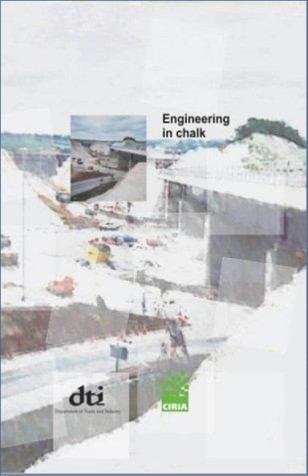 Engineering
in chalk
dti
Department of Trade and Industry
CIRIA